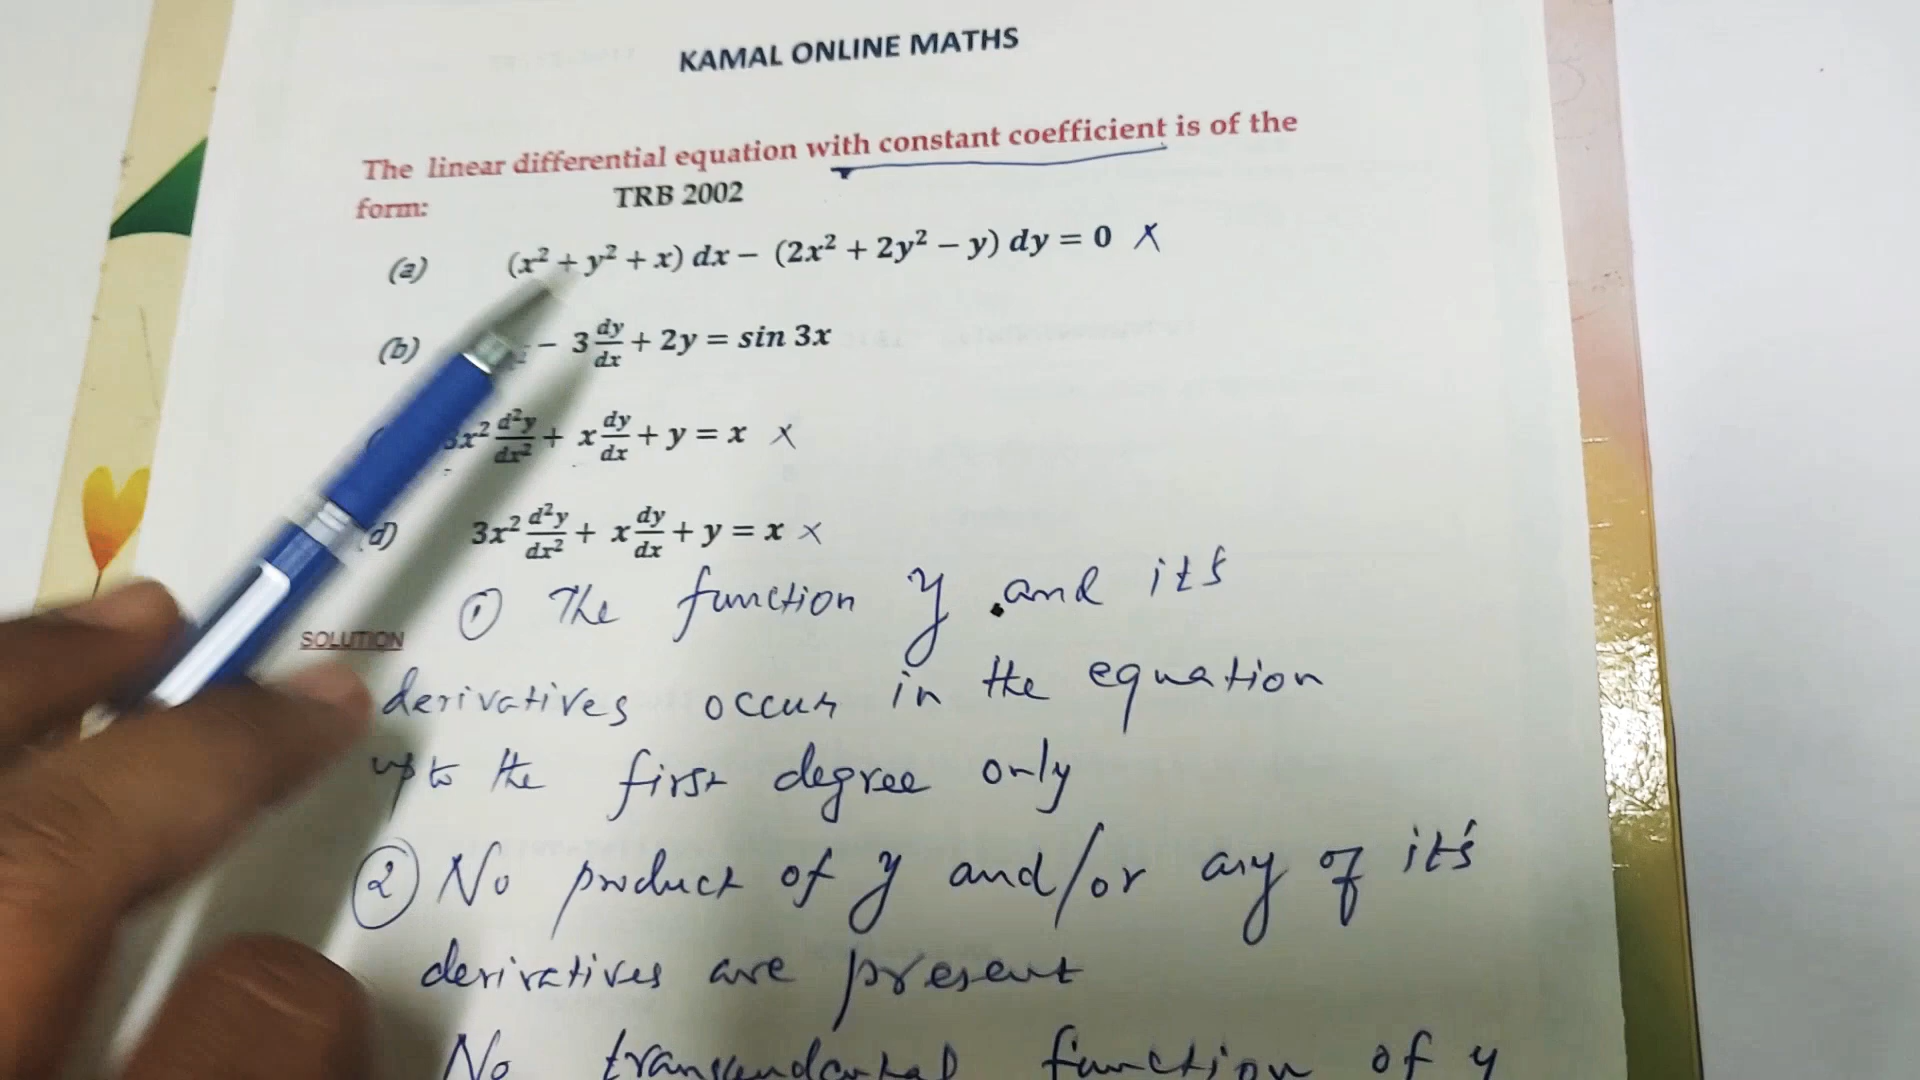 KAMAL ONLINE MATHS
The linear differential equation with constant coefficient is of the
form: TRB 2002
(a) (x² + y² + x) dx – (2x² + 2y² – y) dy = 0 X
(b) – 3 dy/dx + 2y = sin 3x
3x² d²y/dx² + x dy/dx + y = x X
(d) 3x² d²y/dx² + x dy/dx + y = x X
① The function y and it's
SOLUTION
derivatives occur in the equation
upto the first degree only
② No product of y and/or any of it's
derivatives are present
No transcendental function of y